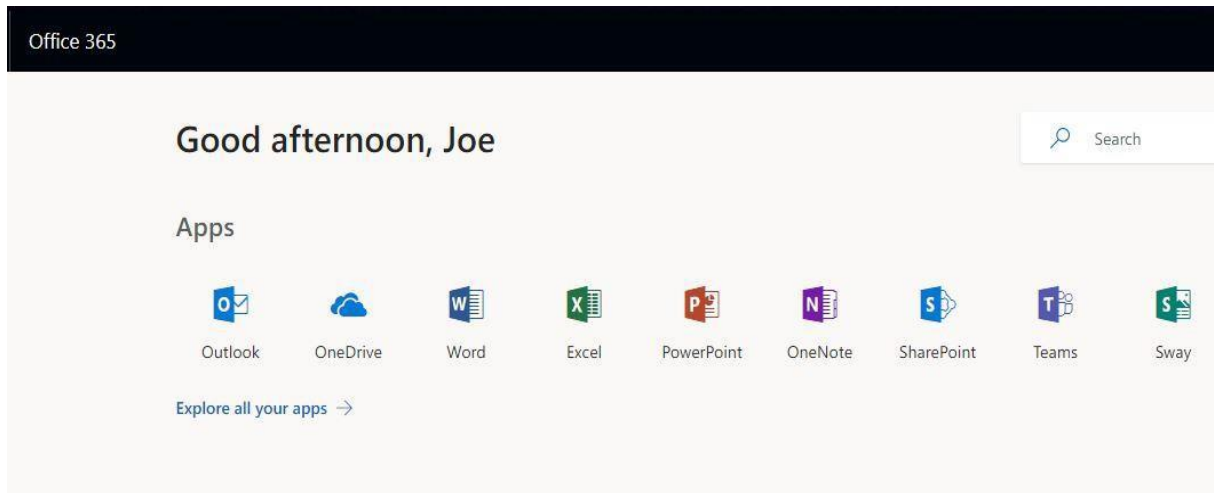 Office 365
Good afternoon, Joe
Search
Apps
Outlook OneDrive Word Excel PowerPoint OneNote SharePoint Teams Sway
Explore all your apps →